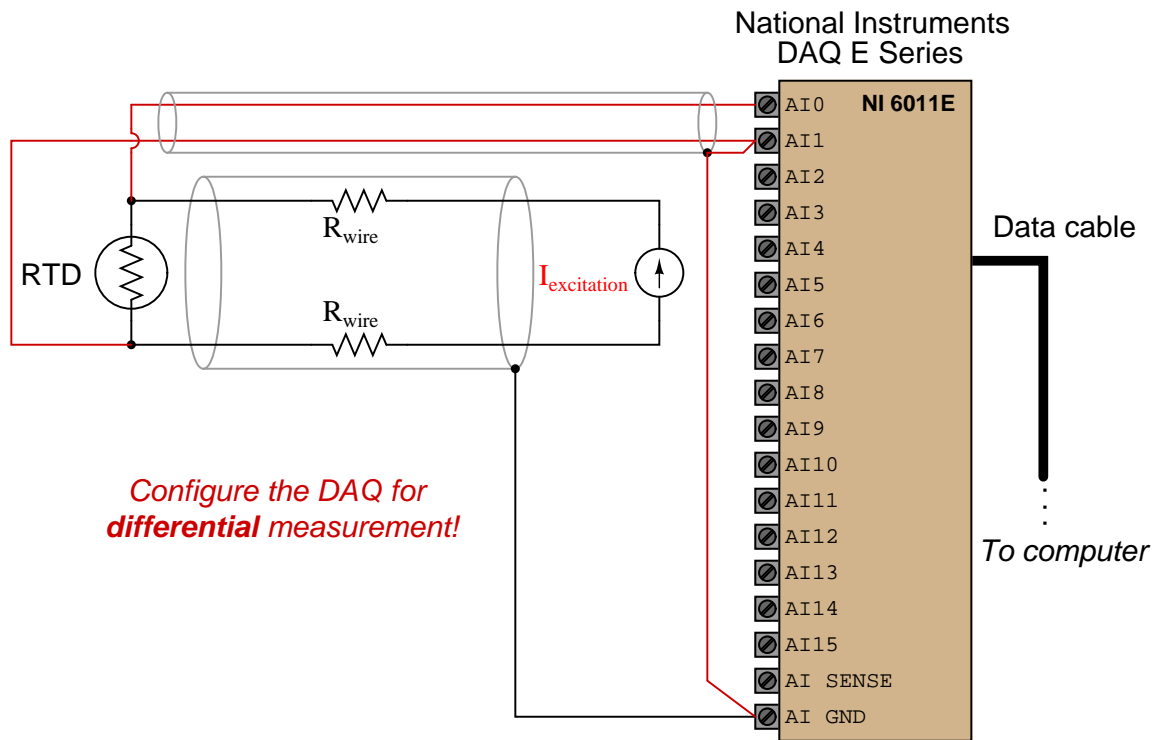 National Instruments
DAQ E Series
AI0
NI 6011E
AI1
AI2
AI3
AI4
AI5
AI6
AI7
AI8
AI9
AI10
AI11
AI12
AI13
AI14
AI15
AI SENSE
AI GND
Rwire
RTD
Iexcitation
Rwire
Data cable
Configure the DAQ for
differential measurement!
To computer